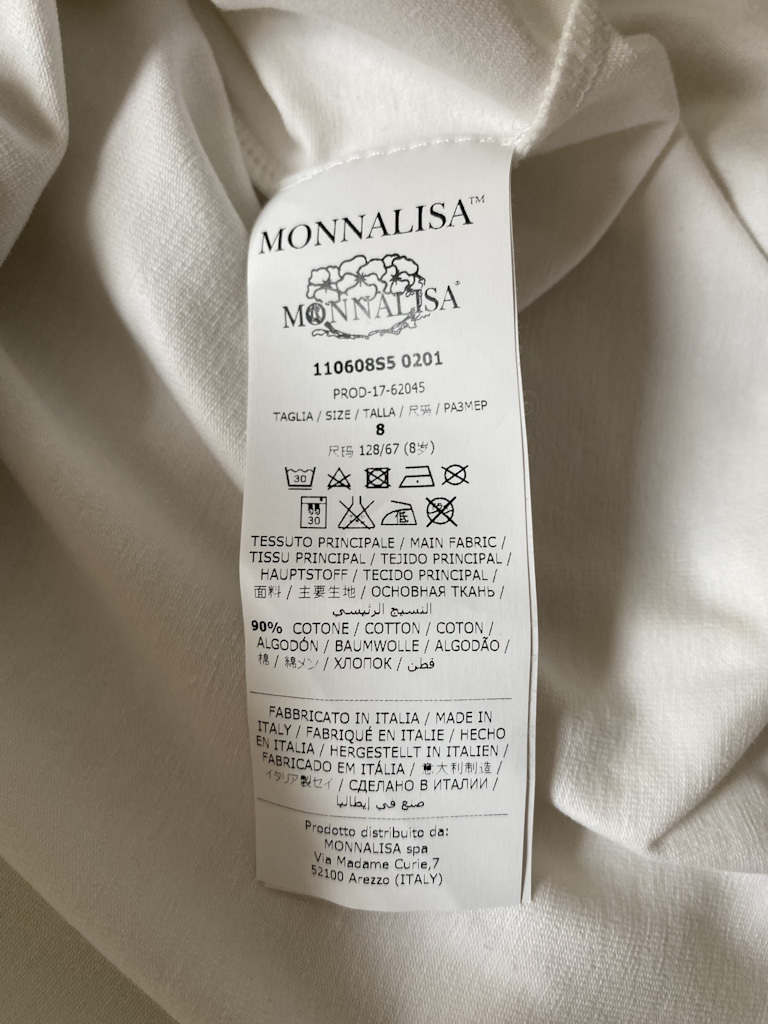 MONNALISA™
MONNALISA®
110608S5 0201
PROD-17-62045
TAGLIA / SIZE / TALLA / 尺码 / РАЗМЕР
8
尺码 128/67 (8岁)
30
30 低
TESSUTO PRINCIPALE / MAIN FABRIC /
TISSU PRINCIPAL / TEJIDO PRINCIPAL /
HAUPTSTOFF / TECIDO PRINCIPAL /
面料 / 主要生地 / ОСНОВНАЯ ТКАНЬ /
النسيج الرئيسي
90% COTONE / COTTON / COTON /
ALGODÓN / BAUMWOLLE / ALGODÃO /
棉 / 綿メン / ХЛОПОК / قطن
FABBRICATO IN ITALIA / MADE IN
ITALY / FABRIQUÉ EN ITALIE / HECHO
EN ITALIA / HERGESTELLT IN ITALIEN /
FABRICADO EM ITÁLIA / 意大利制造 /
イタリア製セイ / СДЕЛАНО В ИТАЛИИ /
صنع في إيطاليا
Prodotto distribuito da:
MONNALISA spa
Via Madame Curie,7
52100 Arezzo (ITALY)